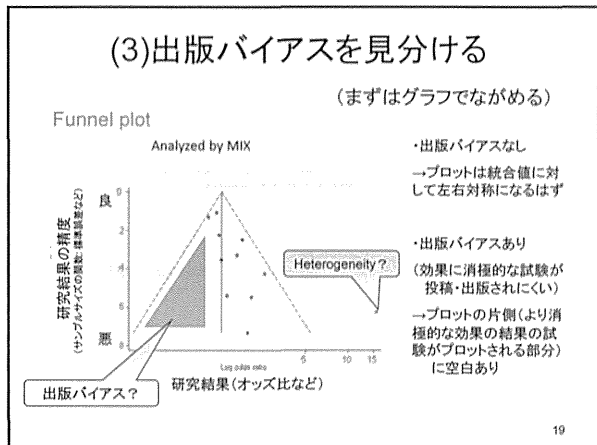 (3)出版バイアスを見分ける
(まずはグラフでながめる)
Funnel plot
Analyzed by MIX
良
悪
研究結果の精度
(サンプルサイズの関数:標準誤差など)
0
Heterogeneity?
5
10
15
研究結果(オッズ比など)
出版バイアス?
・出版バイアスなし
→プロットは統合値に対
して左右対称になるはず
・出版バイアスあり
(効果に消極的な試験が
投稿・出版されにくい)
→プロットの片側(より消
極的な効果の結果の試
験がプロットされる部分)
に空白あり
19